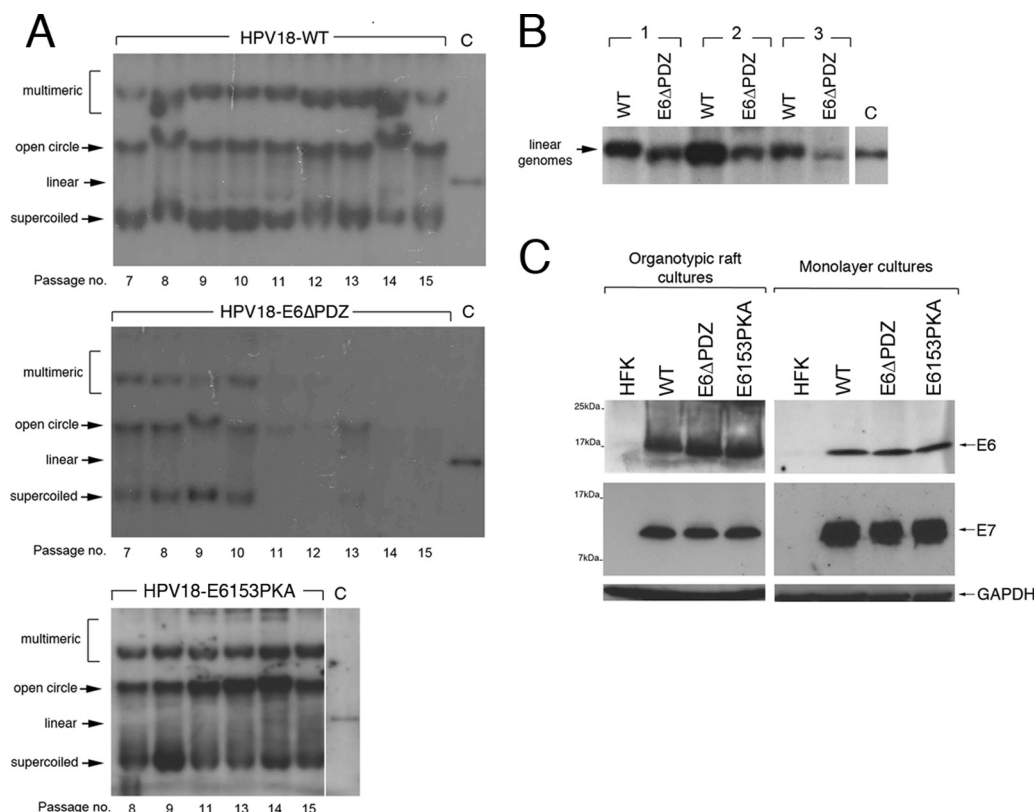 A
HPV18-WT
C
multimeric
open circle
linear
supercoiled
Passage no. 7 8 9 10 11 12 13 14 15
HPV18-E6ΔPDZ
C
multimeric
open circle
linear
supercoiled
Passage no. 7 8 9 10 11 12 13 14 15
HPV18-E6153PKA
C
multimeric
open circle
linear
supercoiled
Passage no. 8 9 11 13 14 15
B
1 2 3
WT E6ΔPDZ WT E6ΔPDZ WT E6ΔPDZ C
linear
genomes
C
Organotypic raft
cultures
Monolayer cultures
HFK WT E6ΔPDZ E6153PKA HFK WT E6ΔPDZ E6153PKA
25kDa
17kDa
E6
17kDa
E7
7kDa
GAPDH